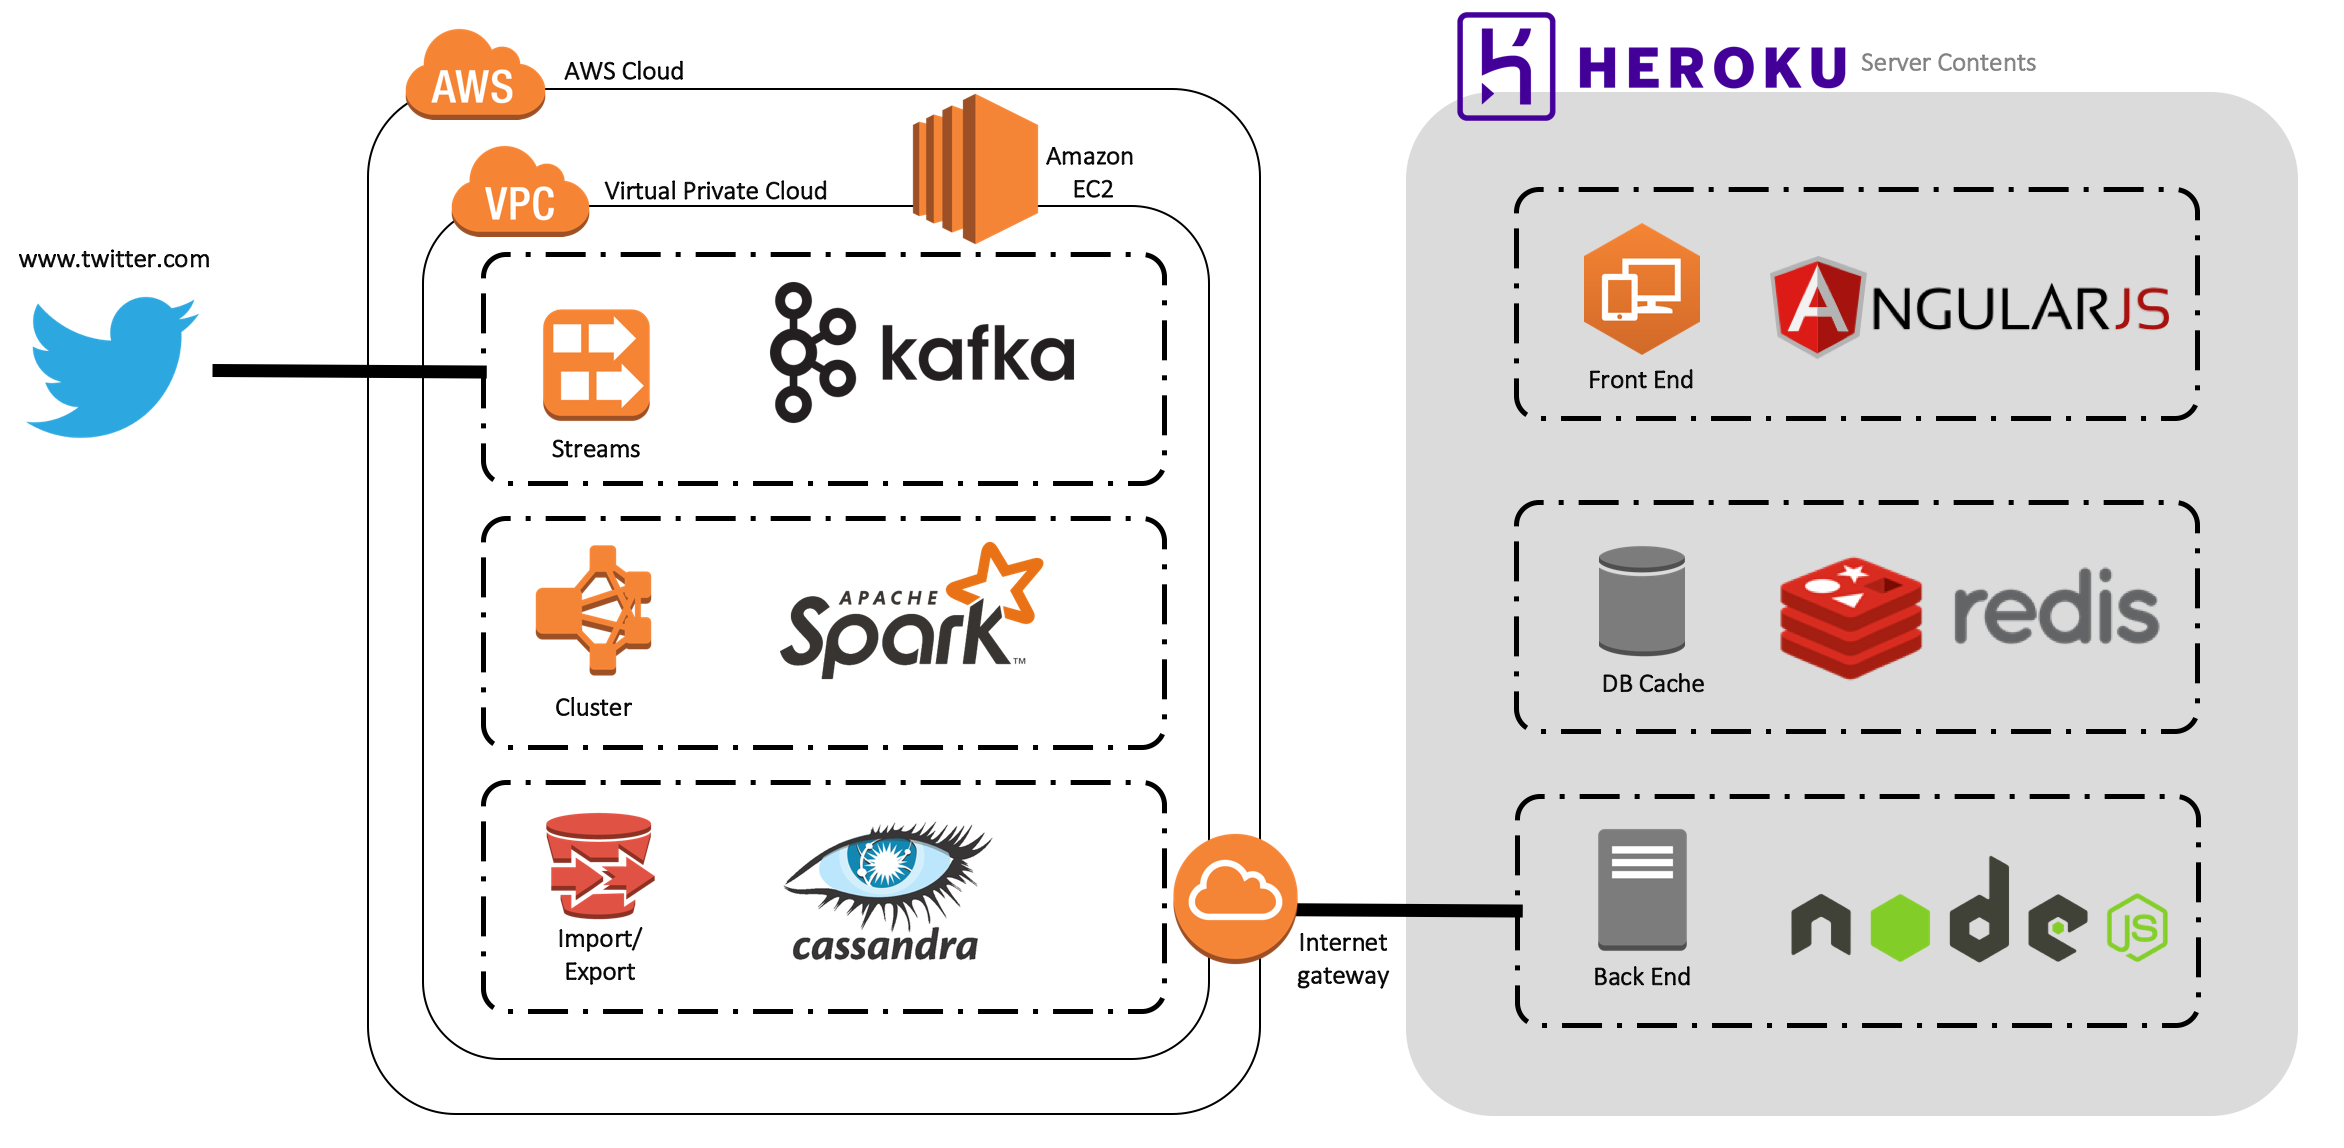 AWS
AWS Cloud
VPC
Virtual Private Cloud
Amazon
EC2
www.twitter.com
Streams
kafka
Cluster
APACHE
Spark™
Import/
Export
cassandra
Internet
gateway
HEROKU
Server Contents
Front End
ANGULARJS
DB Cache
redis
Back End
node
JS